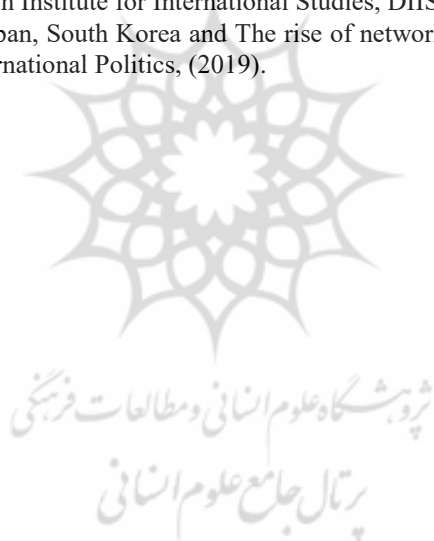 Institute for International Studies, DIIS
pan, South Korea and The rise of network
rnational Politics, (2019).
پژوهشگاه علوم انسانی و مطالعات فرهنگی
پرتال جامع علوم انسانی